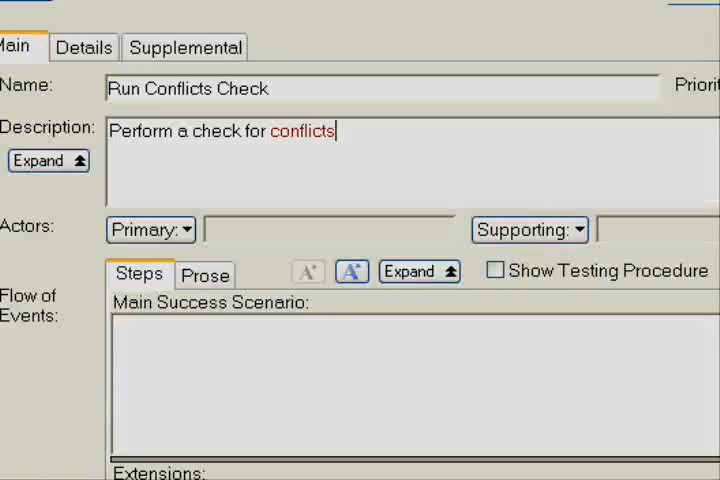 Main Details Supplemental
Name: Run Conflicts Check Priorit
Description: Perform a check for conflicts
Expand
Actors: Primary: Supporting:
Steps Prose A A Expand Show Testing Procedure
Flow of Events:
Main Success Scenario:
Extensions: